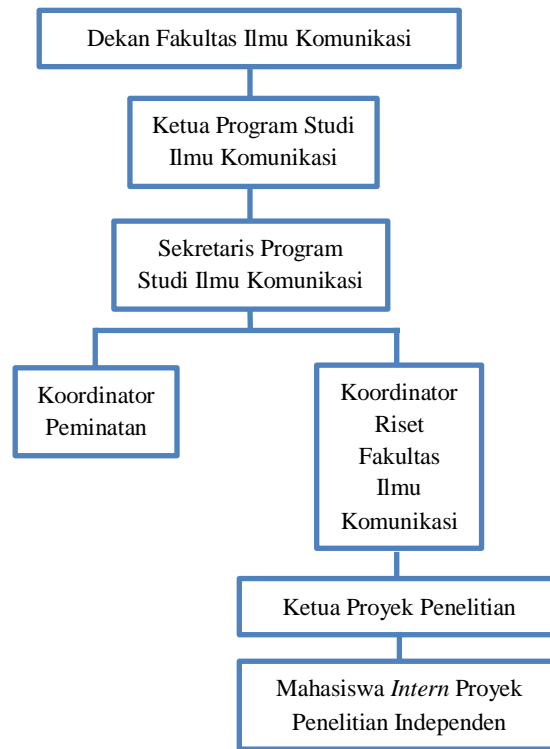 Dekan Fakultas Ilmu Komunikasi
Ketua Program Studi
Ilmu Komunikasi
Sekretaris Program
Studi Ilmu Komunikasi
Koordinator
Peminatan
Koordinator
Riset
Fakultas
Ilmu
Komunikasi
Ketua Proyek Penelitian
Mahasiswa Intern Proyek
Penelitian Independen